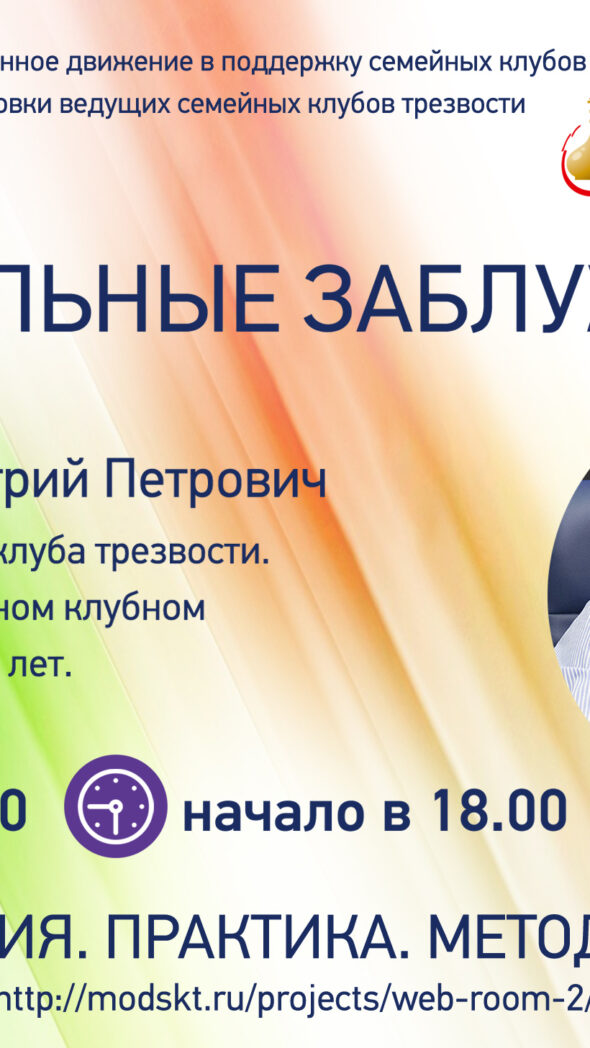 нное движение в поддержку семейных клубов
овки ведущих семейных клубов трезвости
ЛЬНЫЕ ЗАБЛУ
трий Петрович
клуба трезвости.
ном клубном
лет.
0
начало в 18.00
ИЯ. ПРАКТИКА. МЕТОД
http://modskt.ru/projects/web-room-2/